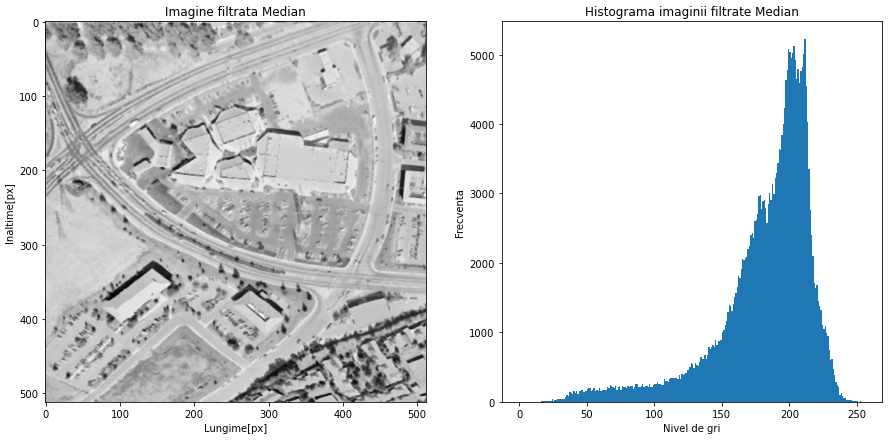 Imagine filtrata Median
0
100
200
300
400
500
0 100 200 300 400 500
Inaltime[px]
Lungime[px]
Histograma imaginii filtrate Median
5000
4000
3000
2000
1000
0
0 50 100 150 200 250
Frecventa
Nivel de gri